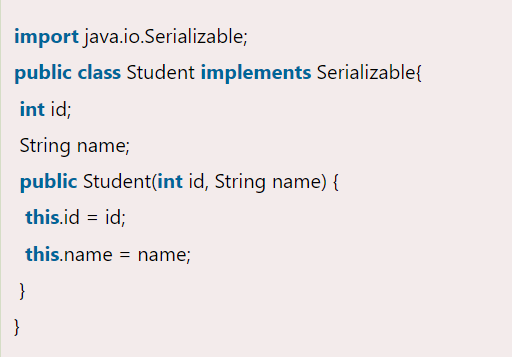 import java.io.Serializable;
public class Student implements Serializable{
int id;
String name;
public Student(int id, String name) {
this.id = id;
this.name = name;
}
}